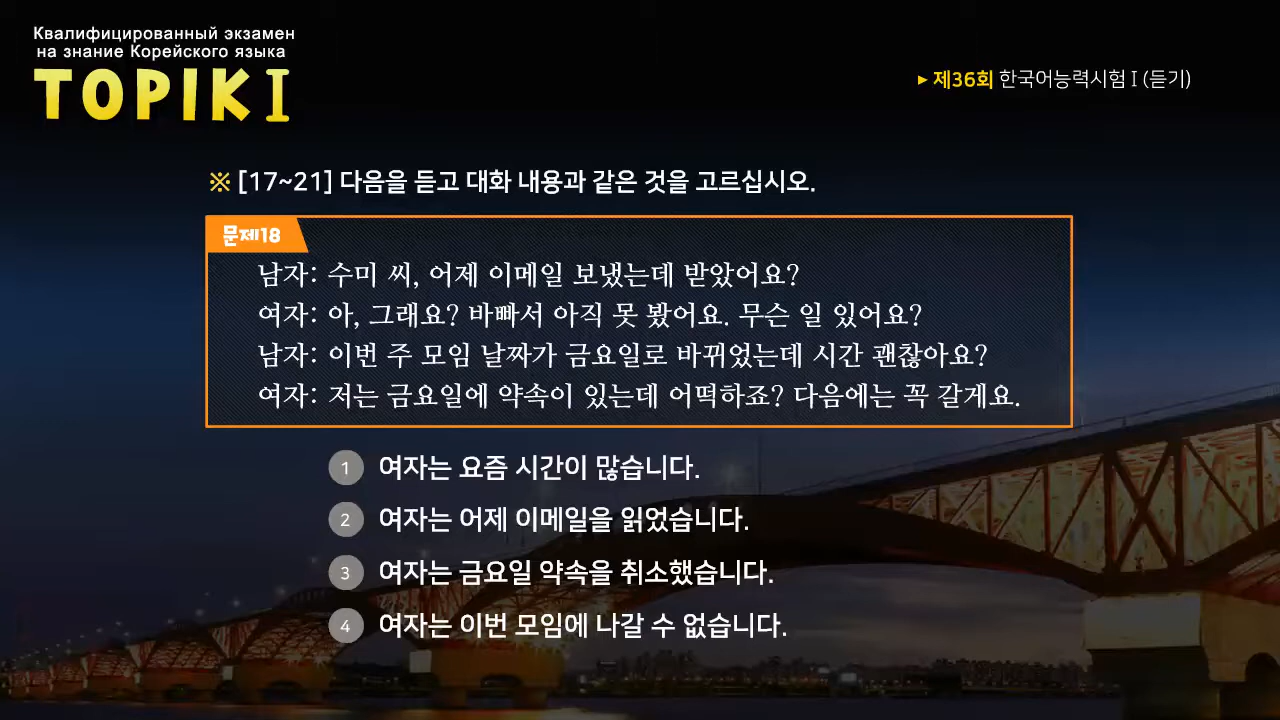 Квалифицированный экзамен
на знание Корейского языка
TOPIK I
▸ 제36회 한국어능력시험 I (듣기)
※ [17~21] 다음을 듣고 대화 내용과 같은 것을 고르십시오.
문제18
남자: 수미 씨, 어제 이메일 보냈는데 받았어요?
여자: 아, 그래요? 바빠서 아직 못 봤어요. 무슨 일 있어요?
남자: 이번 주 모임 날짜가 금요일로 바뀌었는데 시간 괜찮아요?
여자: 저는 금요일에 약속이 있는데 어떡하죠? 다음에는 꼭 갈게요.
1 여자는 요즘 시간이 많습니다.
2 여자는 어제 이메일을 읽었습니다.
3 여자는 금요일 약속을 취소했습니다.
4 여자는 이번 모임에 나갈 수 없습니다.